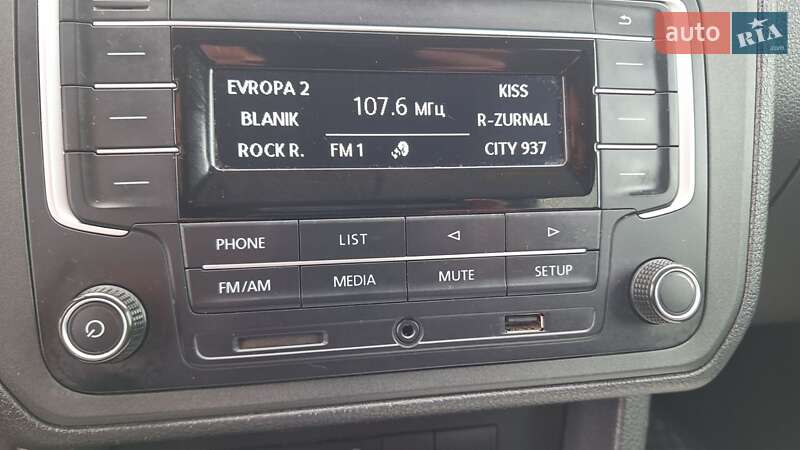 auto RIA .com
EVROPA 2
KISS
107.6 МГц
BLANIK
R-ZURNAL
ROCK R.
FM 1
CITY 937
PHONE
LIST
FM/AM
MEDIA
MUTE
SETUP